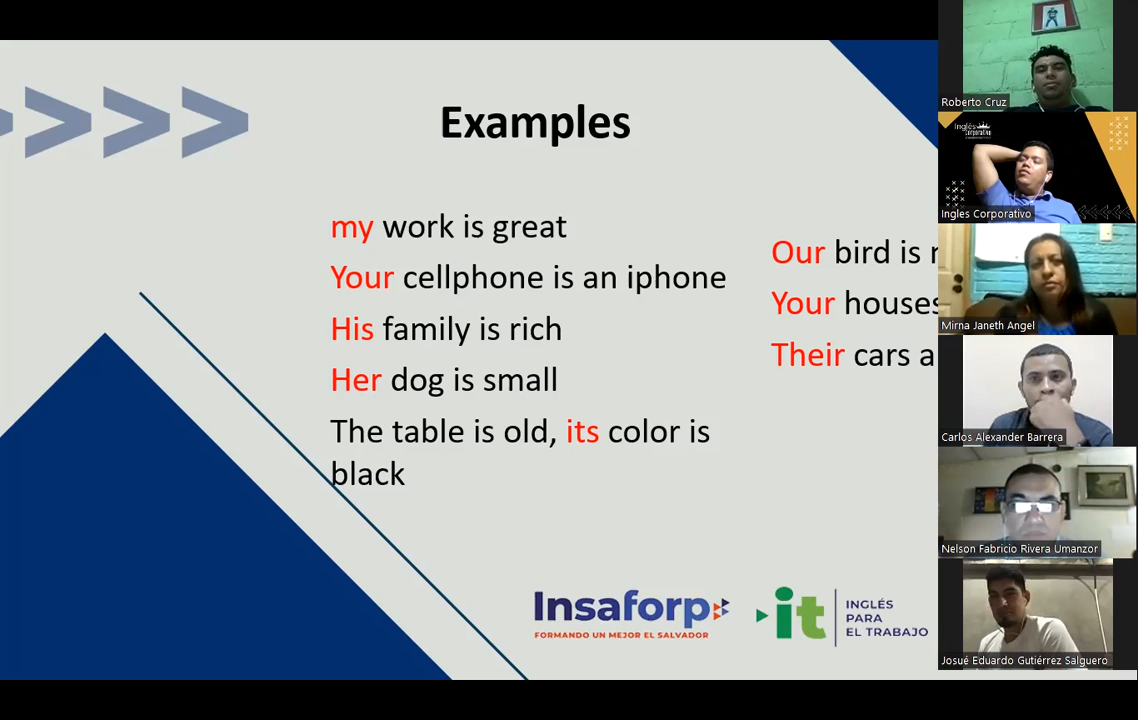 Examples
my work is great
Your cellphone is an iphone
His family is rich
Her dog is small
The table is old, its color is
black
Our bird is
Your houses
Their cars
Insaforp
FORMANDO UN MEJOR EL SALVADOR
it
INGLÉS
PARA
EL TRABAJO
Roberto Cruz
Inglés
Corporativo
Ingles Corporativo
Mirna Janeth Angel
Carlos Alexander Barrera
Nelson Fabricio Rivera Umanzor
Josué Eduardo Gutiérrez Salguero